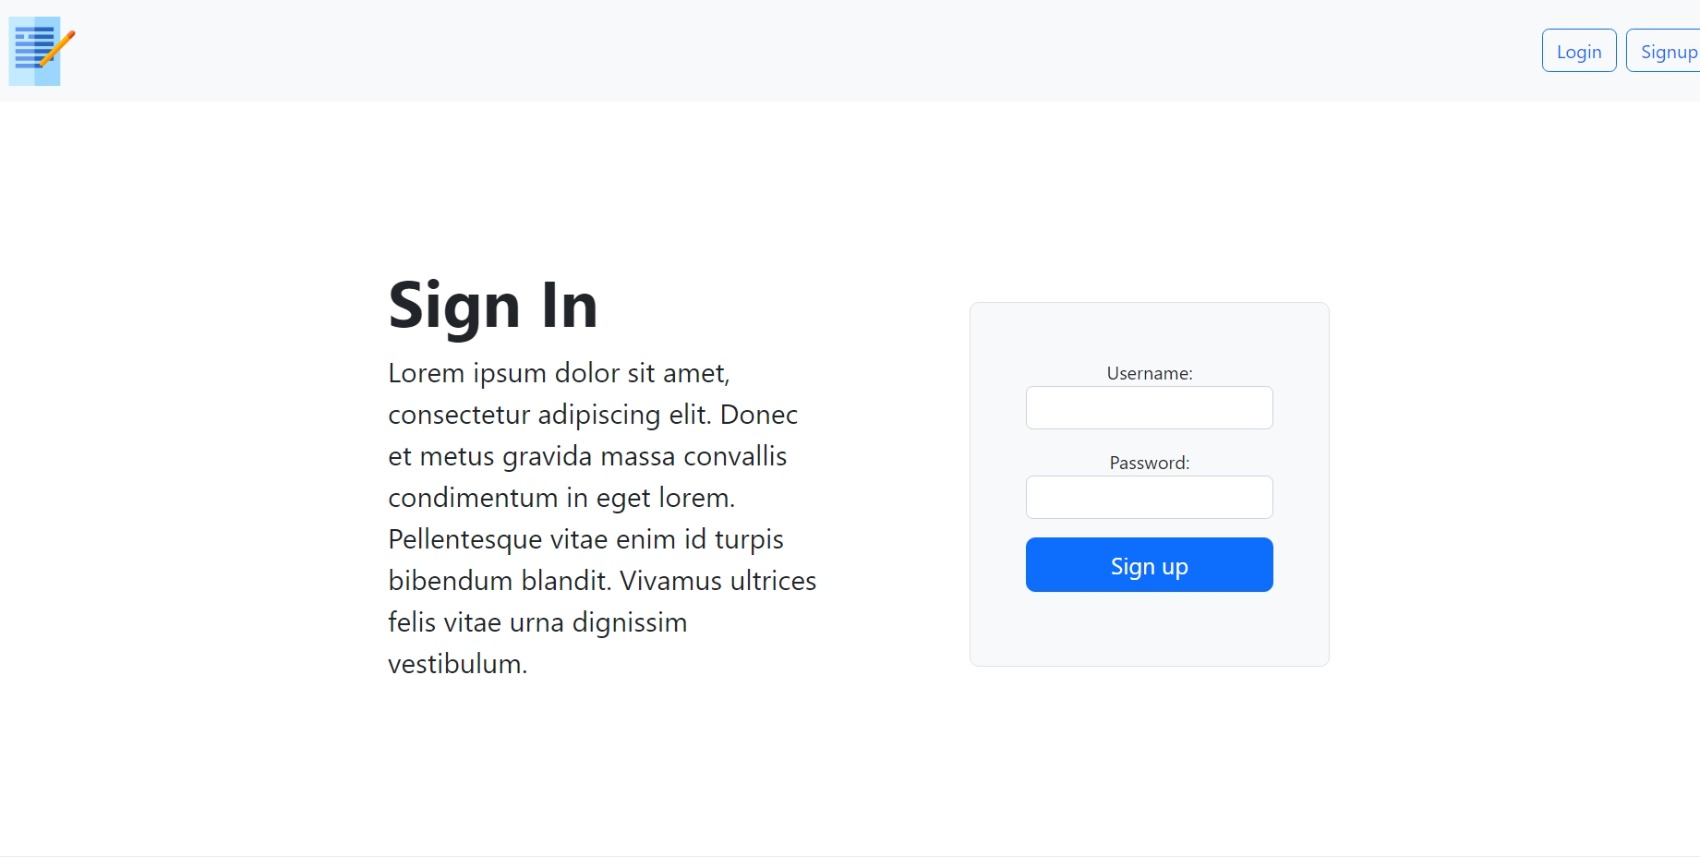 Login Signup
Sign In
Lorem ipsum dolor sit amet,
consectetur adipiscing elit. Donec
et metus gravida massa convallis
condimentum in eget lorem.
Pellentesque vitae enim id turpis
bibendum blandit. Vivamus ultrices
felis vitae urna dignissim
vestibulum.
Username:
Password:
Sign up